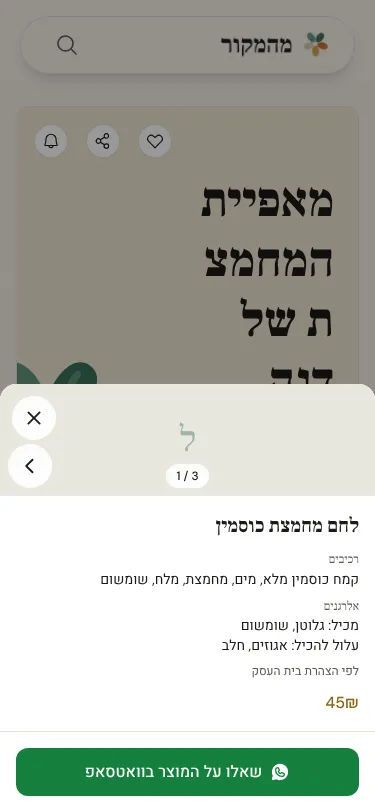 מהמקור
מאפיית
המחמצ
ת של
לחם מחמצת כוסמין
ל
1 / 3
רכיבים
קמח כוסמין מלא, מים, מחמצת, מלח, שומשום
אלרגנים
מכיל: גלוטן, שומשום
עלול להכיל: אגוזים, חלב
לפי הצהרת בית העסק
45₪
שאלו על המוצר בוואטסאפ